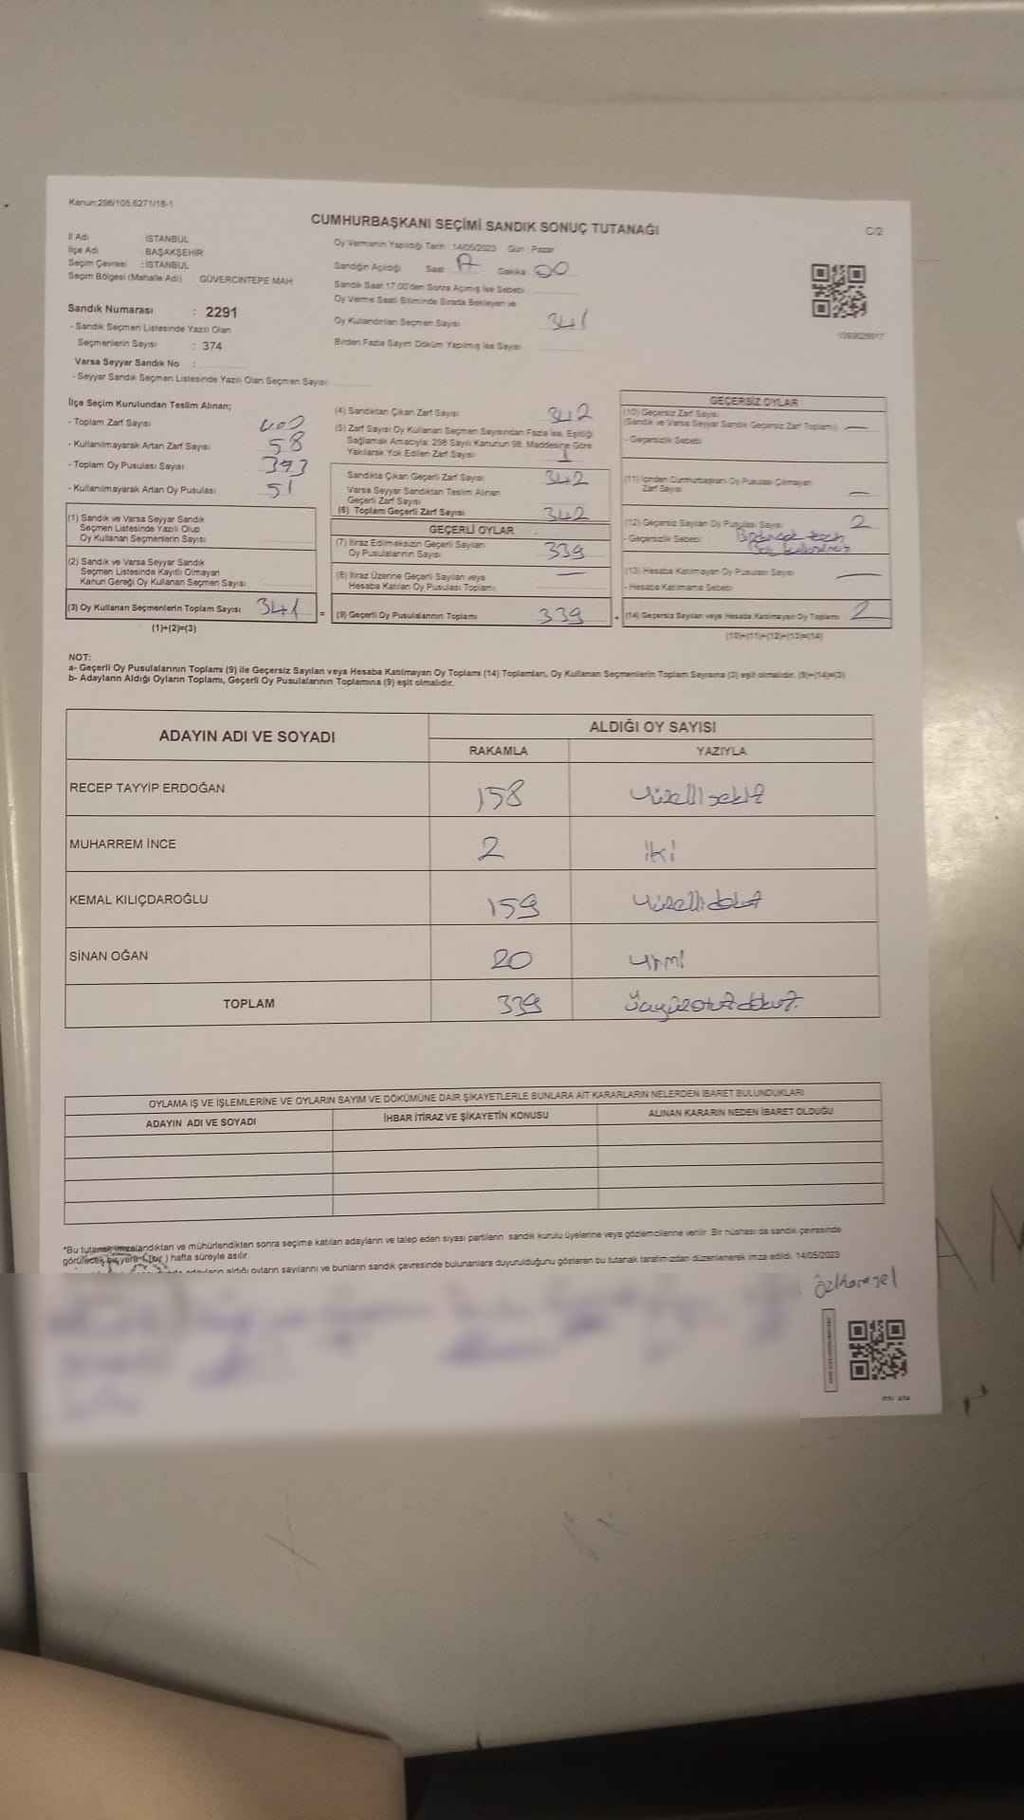 Kanun:298/105,6271/18-1
CUMHURBAŞKANI SEÇİMİ SANDIK SONUÇ TUTANAĞI
C/2
İl Adı İSTANBUL
İlçe Adı BAŞAKŞEHİR
Seçim Çevresi : İSTANBUL
Seçim Bölgesi (Mahalle Adı) GÜVERCİNTEPE MAH
Sandık Numarası : 2291
- Sandık Seçmen Listesinde Yazılı Olan
Seçmenlerin Sayısı : 374
Varsa Seyyar Sandık No :
- Seyyar Sandık Seçmen Listesinde Yazılı Olan Seçmen Sayısı
Oy Vermenin Yapıldığı Tarih : 14/05/2023 Gün : Pazar
Sandığın Açıldığı Saat Dakika 00
Sandık Saat 17.00'den Sonra Açılmış İse Sebebi
Oy Verme Saati Bitiminde Sırada Bekleyen ve
Oy Kullandırılan Seçmen Sayısı 341
Birden Fazla Sayım Döküm Yapılmış İse Sayısı
İlçe Seçim Kurulundan Teslim Alınan;
- Toplam Zarf Sayısı 400
- Kullanılmayarak Artan Zarf Sayısı 58
- Toplam Oy Pusulası Sayısı 393
- Kullanılmayarak Artan Oy Pusulası 51
(1) Sandık ve Varsa Seyyar Sandık
Seçmen Listesinde Yazılı Olup
Oy Kullanan Seçmenlerin Sayısı
(2) Sandık ve Varsa Seyyar Sandık
Seçmen Listesinde Kayıtlı Olmayan
Kanun Gereği Oy Kullanan Seçmen Sayısı
(3) Oy Kullanan Seçmenlerin Toplam Sayısı 341 =
(1)+(2)=(3)
(4) Sandıktan Çıkan Zarf Sayısı 342
(5) Zarf Sayısı Oy Kullanan Seçmen Sayısından Fazla İse, Eşitliği
Sağlamak Amacıyla; 298 Sayılı Kanunun 98. Maddesine Göre
Yakılarak Yok Edilen Zarf Sayısı 1
Sandıkta Çıkan Geçerli Zarf Sayısı 342
Varsa Seyyar Sandıktan Teslim Alınan
Geçerli Zarf Sayısı
(6) Toplam Geçerli Zarf Sayısı 342
GEÇERLİ OYLAR
(7) İtiraz Edilmeksizin Geçerli Sayılan
Oy Pusulalarının Sayısı 339
(8) İtiraz Üzerine Geçerli Sayılan veya
Hesaba Katılan Oy Pusulası Toplamı —
(9) Geçerli Oy Pusulalarının Toplamı 339 +
GEÇERSİZ OYLAR
(10) Geçersiz Zarf Sayısı
(Sandık ve Varsa Seyyar Sandık Geçersiz Zarf Toplamı) —
- Geçersizlik Sebebi
(11) İçinden Cumhurbaşkanı Oy Pusulası Çıkmayan
Zarf Sayısı —
(12) Geçersiz Sayılan Oy Pusulası Sayısı 2
- Geçersizlik Sebebi
(13) Hesaba Katılmayan Oy Pusulası Sayısı —
- Hesaba Katılmama Sebebi
(14) Geçersiz Sayılan veya Hesaba Katılmayan Oy Toplamı 2
(10)+(11)+(12)+(13)=(14)
NOT:
a- Geçerli Oy Pusulalarının Toplamı (9) ile Geçersiz Sayılan veya Hesaba Katılmayan Oy Toplamı (14) Toplamları, Oy Kullanan Seçmenlerin Toplam Sayısına (3) eşit olmalıdır. (9)+(14)=(3)
b- Adayların Aldığı Oyların Toplamı, Geçerli Oy Pusulalarının Toplamına (9) eşit olmalıdır.
ADAYIN ADI VE SOYADI ALDIĞI OY SAYISI
RAKAMLA YAZIYLA
RECEP TAYYİP ERDOĞAN 158 yüzellisekiz
MUHARREM İNCE 2 iki
KEMAL KILIÇDAROĞLU 159 yüzellidokuz
SİNAN OĞAN 20 yirmi
TOPLAM 339 üçyüzotuzdokuz
OYLAMA İŞ VE İŞLEMLERİNE VE OYLARIN SAYIM VE DÖKÜMÜNE DAİR ŞİKAYETLERLE BUNLARA AİT KARARLARIN NELERDEN İBARET BULUNDUKLARI
ADAYIN ADI VE SOYADI İHBAR İTİRAZ VE ŞİKAYETİN KONUSU ALINAN KARARIN NEDEN İBARET OLDUĞU
*Bu tutanak imzalandıktan ve mühürlendikten sonra seçime katılan adayların ve talep eden siyasi partilerin sandık kurulu üyelerine veya gözlemcilerine verilir. Bir nüshası da sandık çevresinde
görülecek bir yere (bir) hafta süreyle asılır.
adayların aldığı oyların sayılarını ve bunların sandık çevresinde bulunanlara duyurulduğunu gösteren bu tutanak tarafımızdan düzenlenerek imza edildi. 14/05/2023